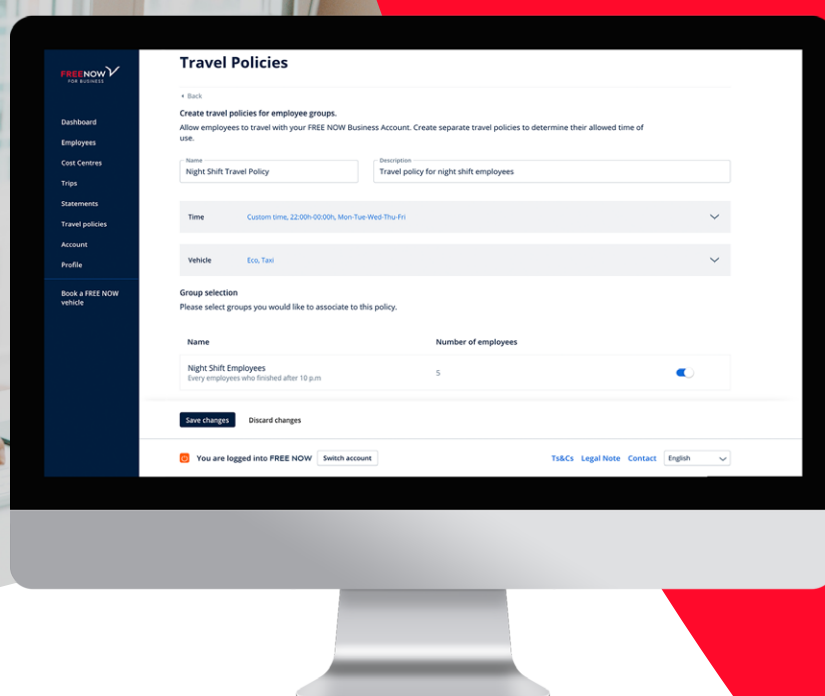 Travel Policies
FREENOW
FOR BUSINESS
Back
Create travel policies for employee groups.
Allow employees to travel with your FREE NOW Business Account. Create separate travel policies to determine their allowed time of
use.
Dashboard
Employees
Cost Centres
Trips
Statements
Travel policies
Account
Profile
Book a FREE NOW
vehicle
Name
Night Shift Travel Policy
Description
Travel policy for night shift employees
Time Custom time, 22:00h-00:00h, Mon-Tue-Wed-Thu-Fri
Vehicle Eco, Taxi
Group selection
Please select groups you would like to associate to this policy.
Name Number of employees
Night Shift Employees
Every employees who finished after 10 p.m
5
Save changes Discard changes
You are logged into FREE NOW Switch account
Ts&Cs Legal Note Contact English